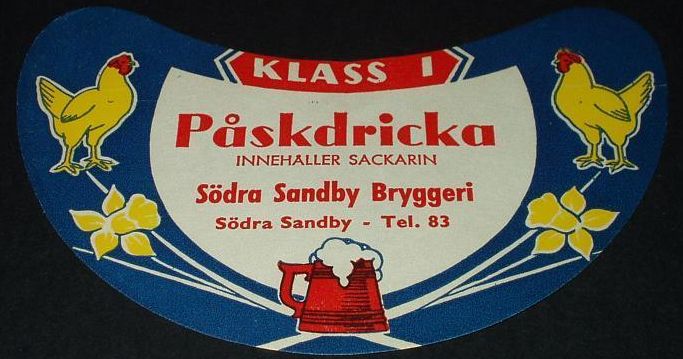 KLASS I
Påskdricka
INNEHÅLLER SACKARIN
Södra Sandby Bryggeri
Södra Sandby - Tel. 83